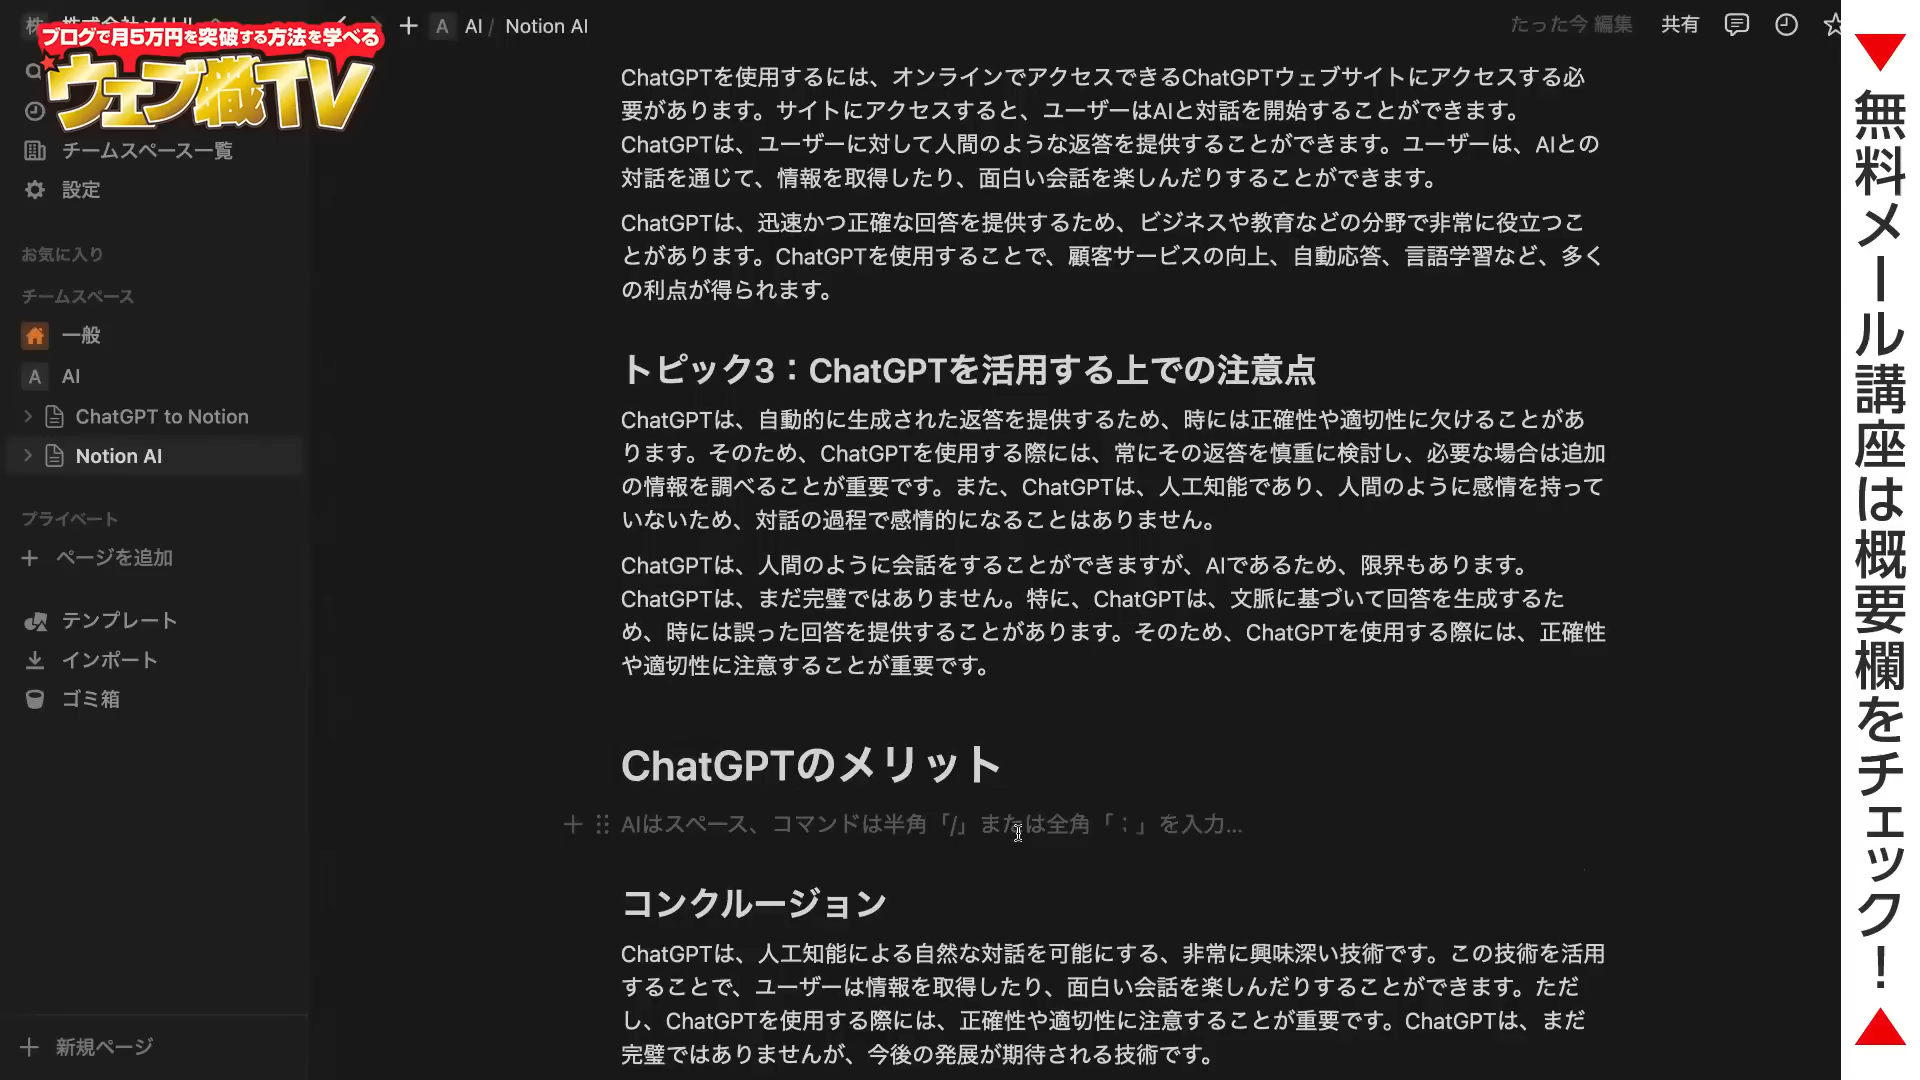 ブログで月5万円を突破する方法を学べる
ウェブ職TV
チームスペース一覧
設定
お気に入り
チームスペース
一般
A AI
ChatGPT to Notion
Notion AI
プライベート
ページを追加
テンプレート
インポート
ゴミ箱
新規ページ
A AI / Notion AI
たった今 編集 共有
ChatGPTを使用するには、オンラインでアクセスできるChatGPTウェブサイトにアクセスする必
要があります。サイトにアクセスすると、ユーザーはAIと対話を開始することができます。
ChatGPTは、ユーザーに対して人間のような返答を提供することができます。ユーザーは、AIとの
対話を通じて、情報を取得したり、面白い会話を楽しんだりすることができます。
ChatGPTは、迅速かつ正確な回答を提供するため、ビジネスや教育などの分野で非常に役立つこ
とがあります。ChatGPTを使用することで、顧客サービスの向上、自動応答、言語学習など、多く
の利点が得られます。
トピック3：ChatGPTを活用する上での注意点
ChatGPTは、自動的に生成された返答を提供するため、時には正確性や適切性に欠けることがあ
ります。そのため、ChatGPTを使用する際には、常にその返答を慎重に検討し、必要な場合は追加
の情報を調べることが重要です。また、ChatGPTは、人工知能であり、人間のように感情を持って
いないため、対話の過程で感情的になることはありません。
ChatGPTは、人間のように会話をすることができますが、AIであるため、限界もあります。
ChatGPTは、まだ完璧ではありません。特に、ChatGPTは、文脈に基づいて回答を生成するた
め、時には誤った回答を提供することがあります。そのため、ChatGPTを使用する際には、正確性
や適切性に注意することが重要です。
ChatGPTのメリット
AIはスペース、コマンドは半角「/」または全角「；」を入力...
コンクルージョン
ChatGPTは、人工知能による自然な対話を可能にする、非常に興味深い技術です。この技術を活用
することで、ユーザーは情報を取得したり、面白い会話を楽しんだりすることができます。ただ
し、ChatGPTを使用する際には、正確性や適切性に注意することが重要です。ChatGPTは、まだ
完璧ではありませんが、今後の発展が期待される技術です。
無料メール講座は概要欄をチェック！